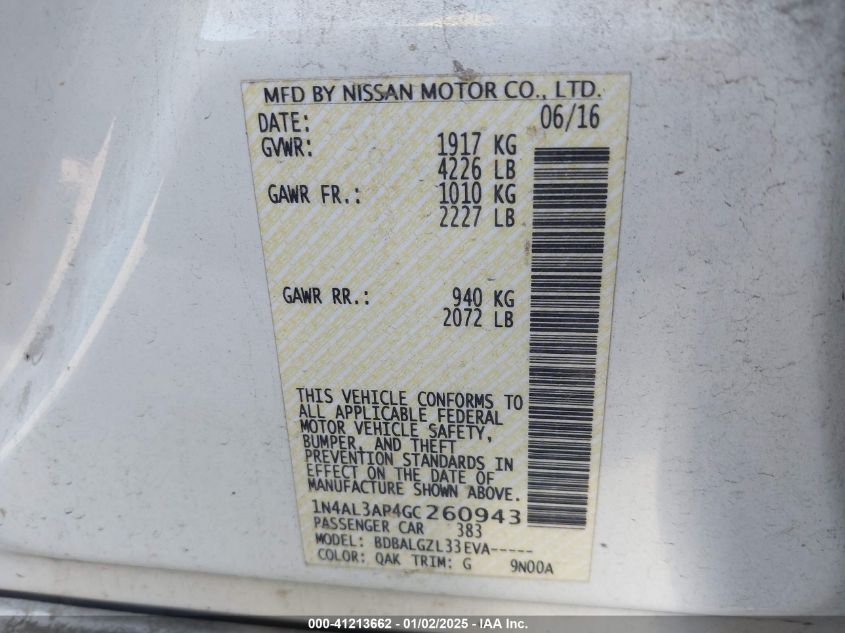 MFD BY NISSAN MOTOR CO., LTD.
DATE: 06/16
GVWR: 1917 KG
4226 LB
GAWR FR.: 1010 KG
2227 LB
GAWR RR.: 940 KG
2072 LB
THIS VEHICLE CONFORMS TO
ALL APPLICABLE FEDERAL
MOTOR VEHICLE SAFETY,
BUMPER, AND THEFT
PREVENTION STANDARDS IN
EFFECT ON THE DATE OF
MANUFACTURE SHOWN ABOVE.
1N4AL3AP4GC260943
PASSENGER CAR 383
MODEL: BDBALGZL33EVA-----
COLOR: QAK TRIM: G 9N00A
000-41213662 - 01/02/2025 - IAA Inc.